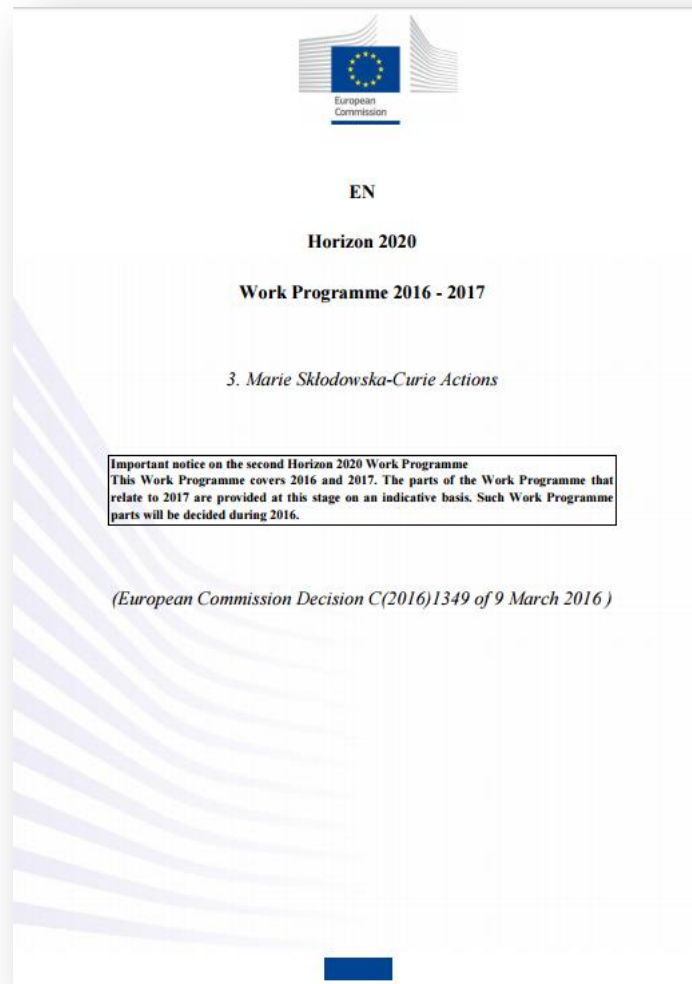 European
Commission
EN
Horizon 2020
Work Programme 2016 - 2017
3. Marie Skłodowska-Curie Actions
Important notice on the second Horizon 2020 Work Programme
This Work Programme covers 2016 and 2017. The parts of the Work Programme that
relate to 2017 are provided at this stage on an indicative basis. Such Work Programme
parts will be decided during 2016.
(European Commission Decision C(2016)1349 of 9 March 2016 )